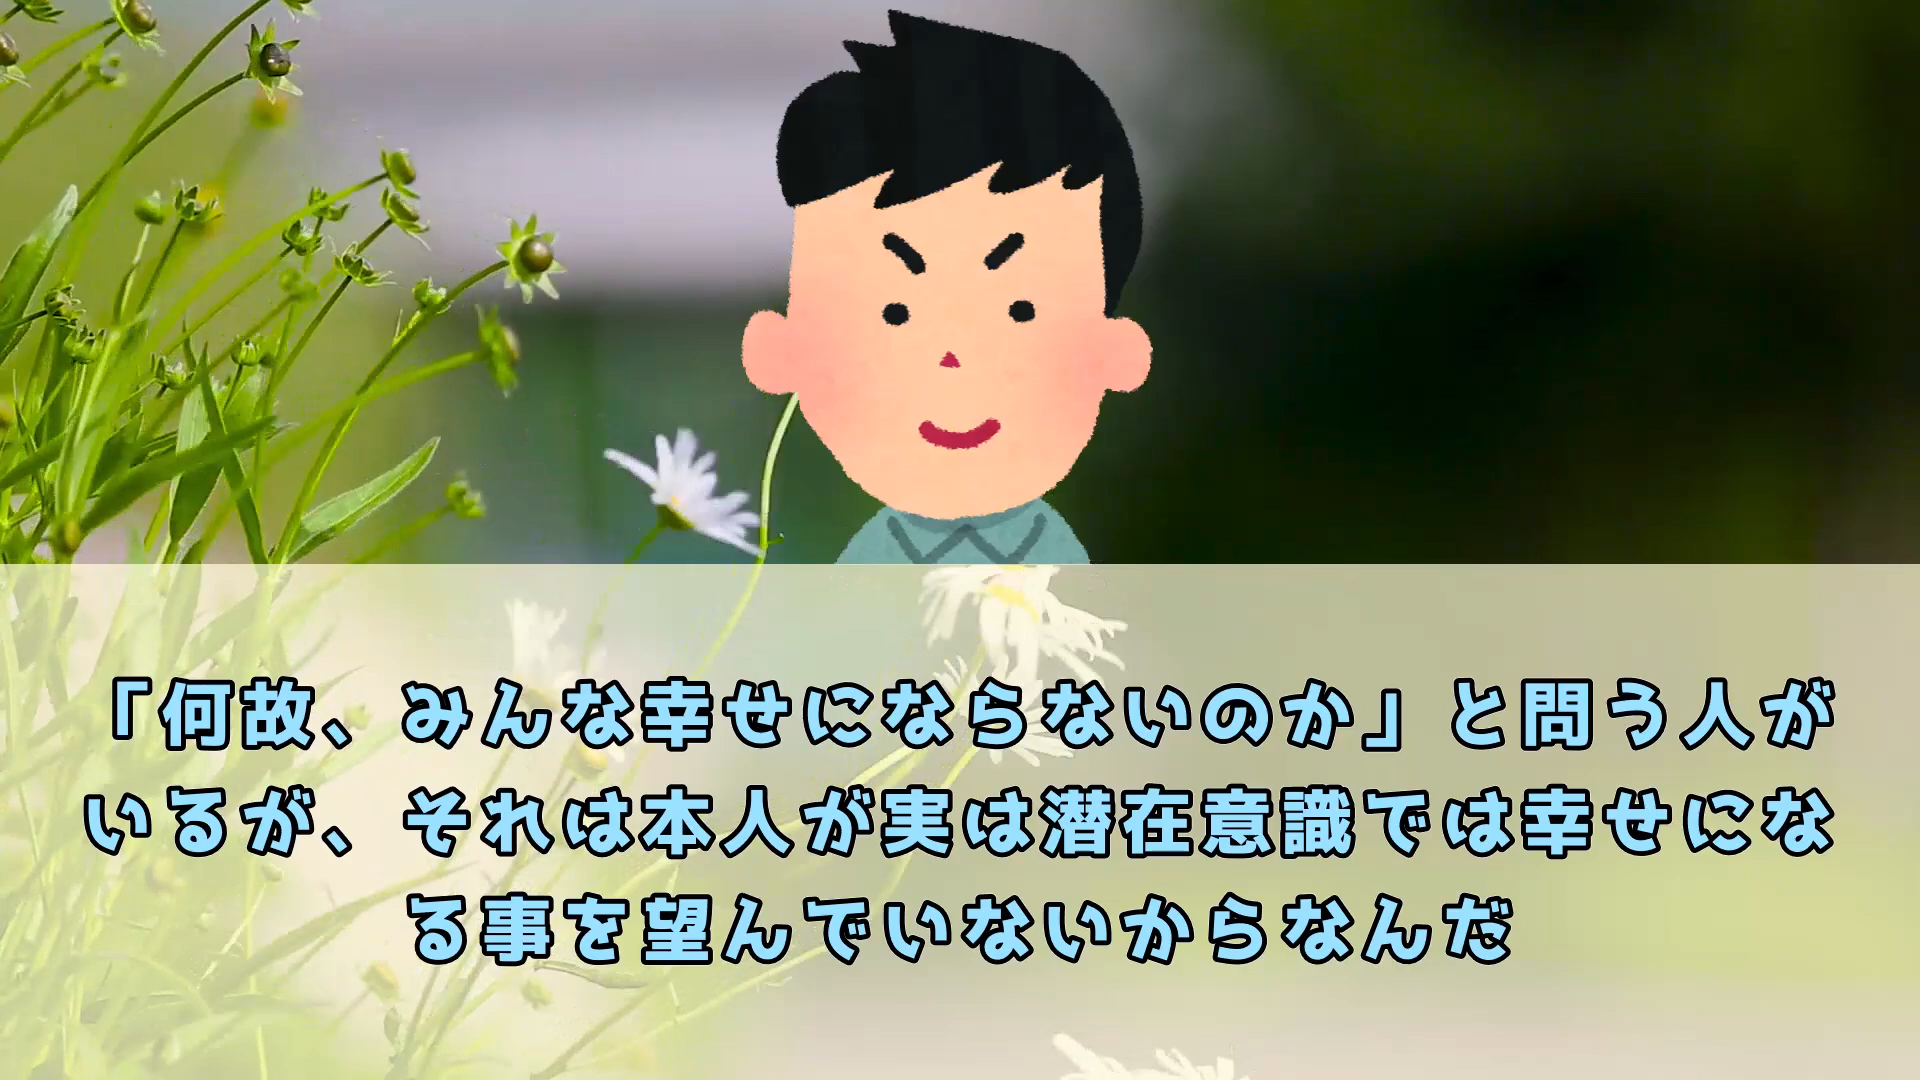 「何故、みんな幸せにならないのか」と問う人が
いるが、それは本人が実は潜在意識では幸せにな
る事を望んでいないからなんだ